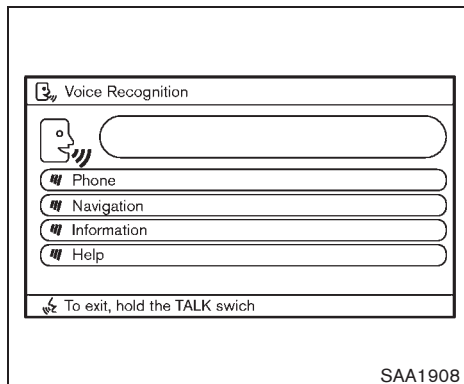 Voice Recognition
Phone
Navigation
Information
Help
To exit, hold the TALK swich
SAA1908